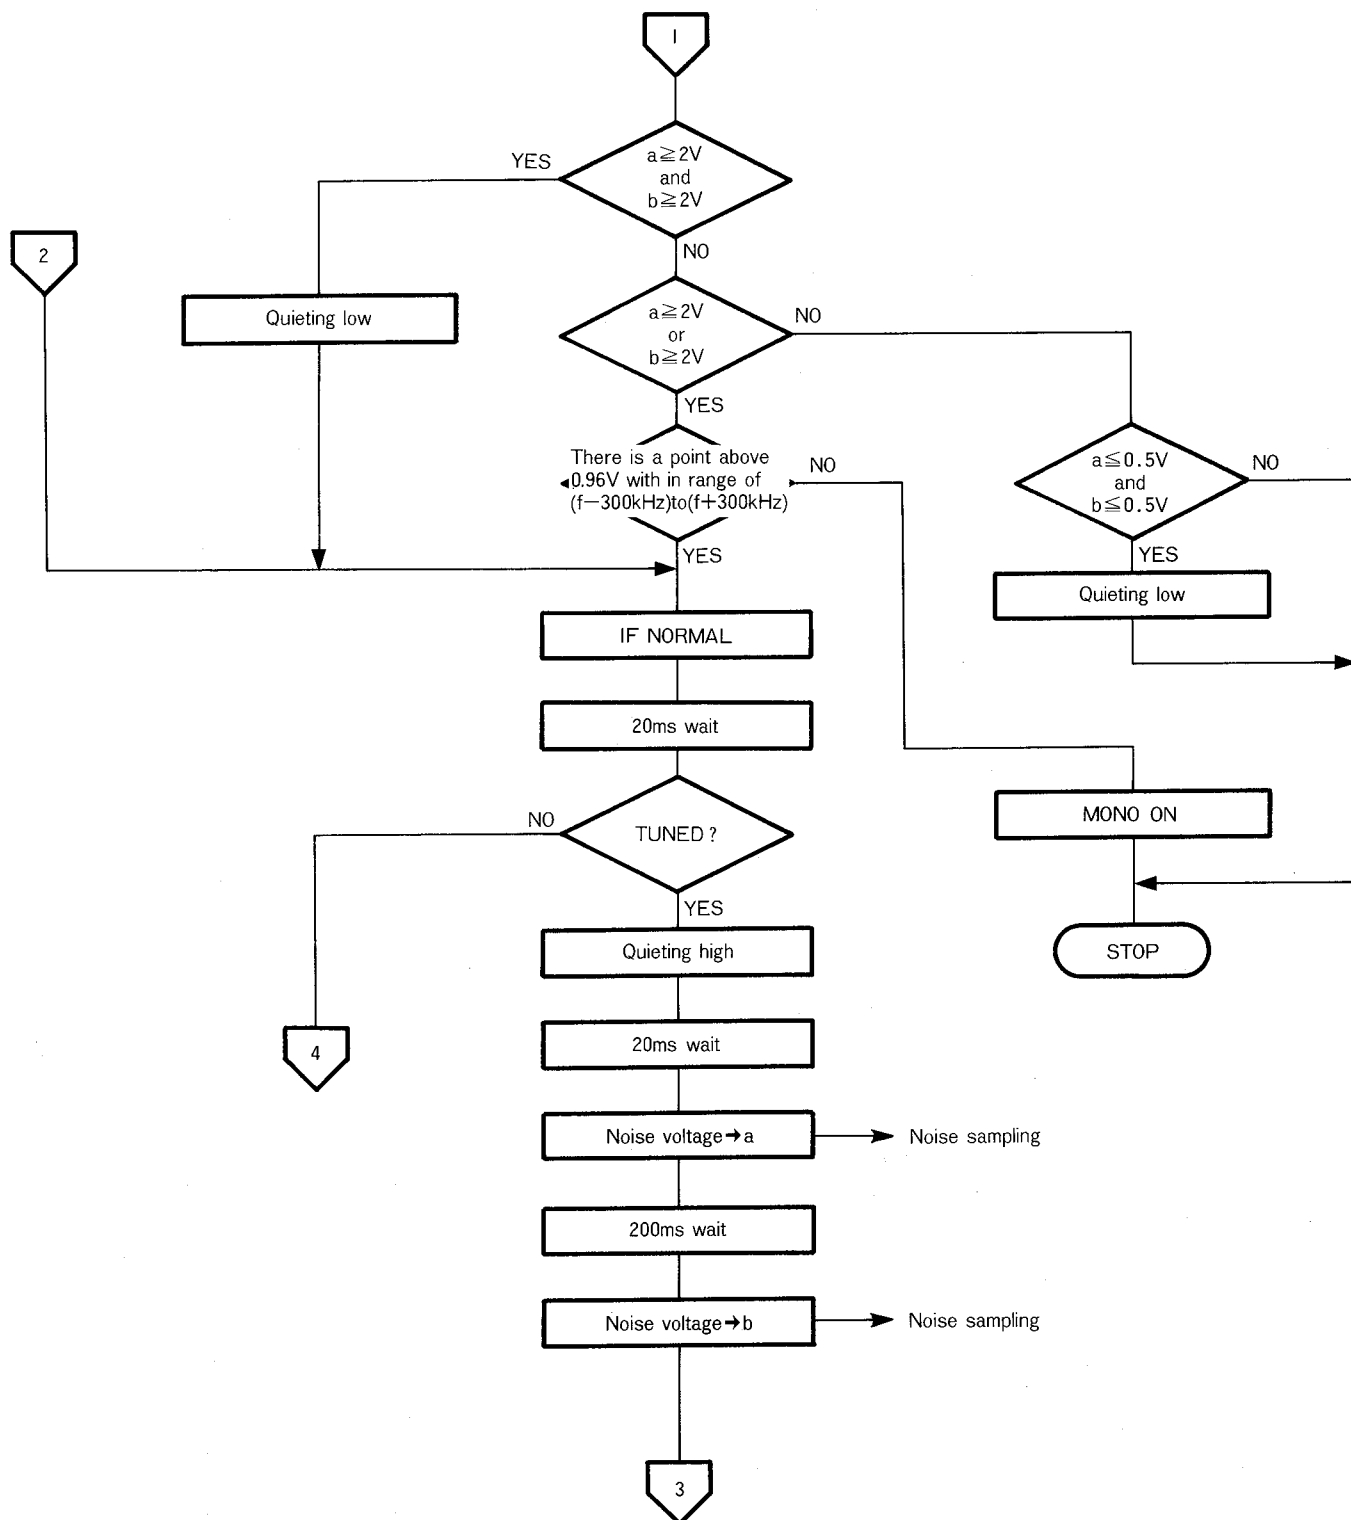 1
a≧2V
and
b≧2V
YES
NO
2
Quieting low
a≧2V
or
b≧2V
NO
YES
There is a point above
0.96V with in range of
(f−300kHz)to(f+300kHz)
NO
YES
a≦0.5V
and
b≦0.5V
NO
YES
Quieting low
IF NORMAL
20ms wait
MONO ON
TUNED?
NO
YES
Quieting high
STOP
4
20ms wait
Noise voltage→a
Noise sampling
200ms wait
Noise voltage→b
Noise sampling
3